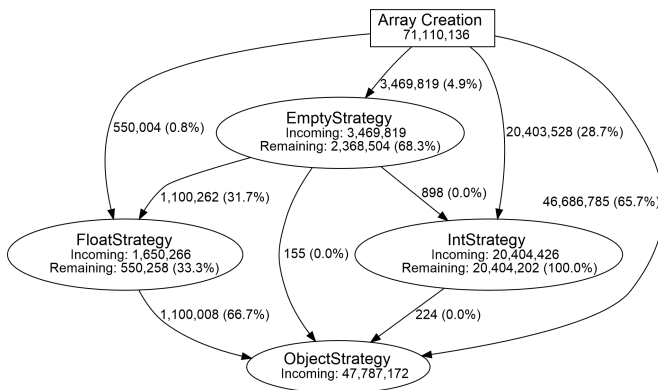 Array Creation
71,110,136
3,469,819 (4.9%)
EmptyStrategy
Incoming: 3,469,819
Remaining: 2,368,504 (68.3%)
550,004 (0.8%)
20,403,528 (28.7%)
1,100,262 (31.7%)
898 (0.0%)
46,686,785 (65.7%)
FloatStrategy
Incoming: 1,650,266
Remaining: 550,258 (33.3%)
155 (0.0%)
IntStrategy
Incoming: 20,404,426
Remaining: 20,404,202 (100.0%)
1,100,008 (66.7%)
224 (0.0%)
ObjectStrategy
Incoming: 47,787,172